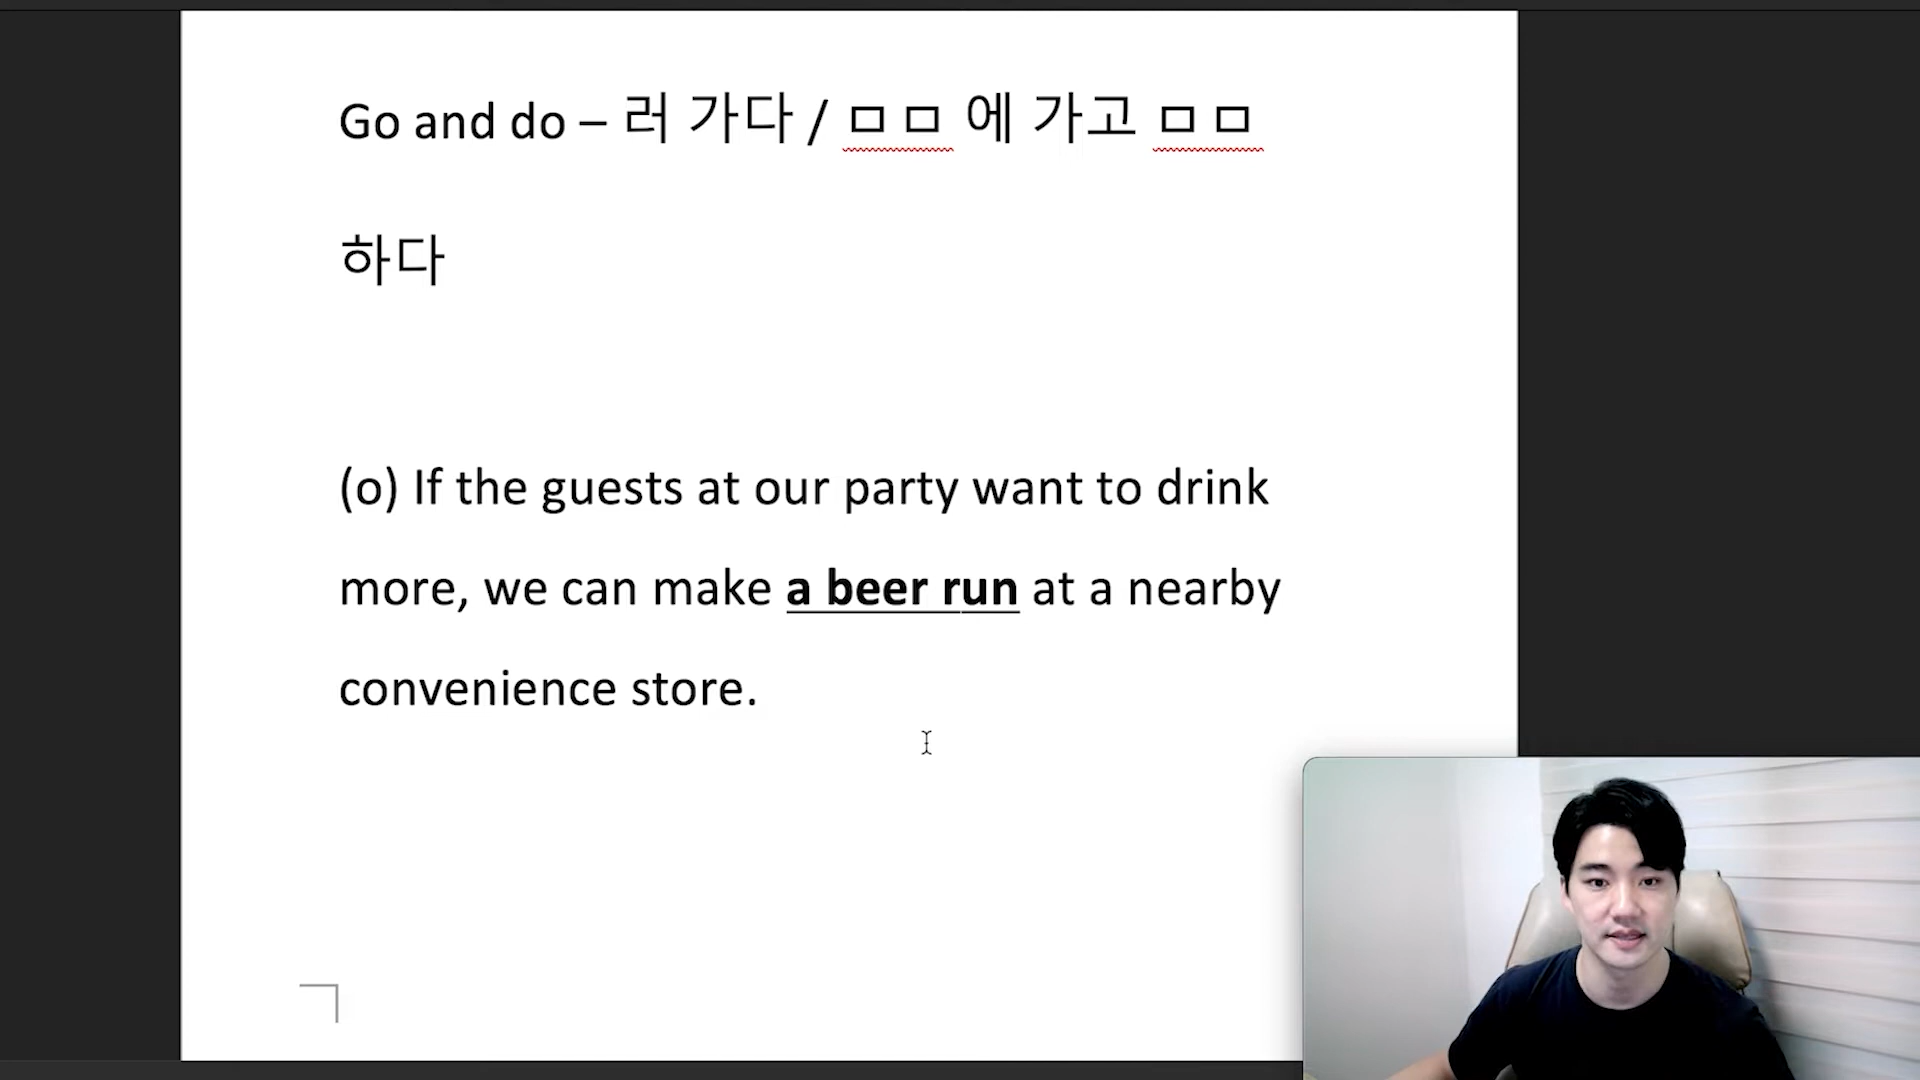 Go and do – 러 가다 / ㅁㅁ 에 가고 ㅁㅁ
하다
(o) If the guests at our party want to drink
more, we can make a beer run at a nearby
convenience store.